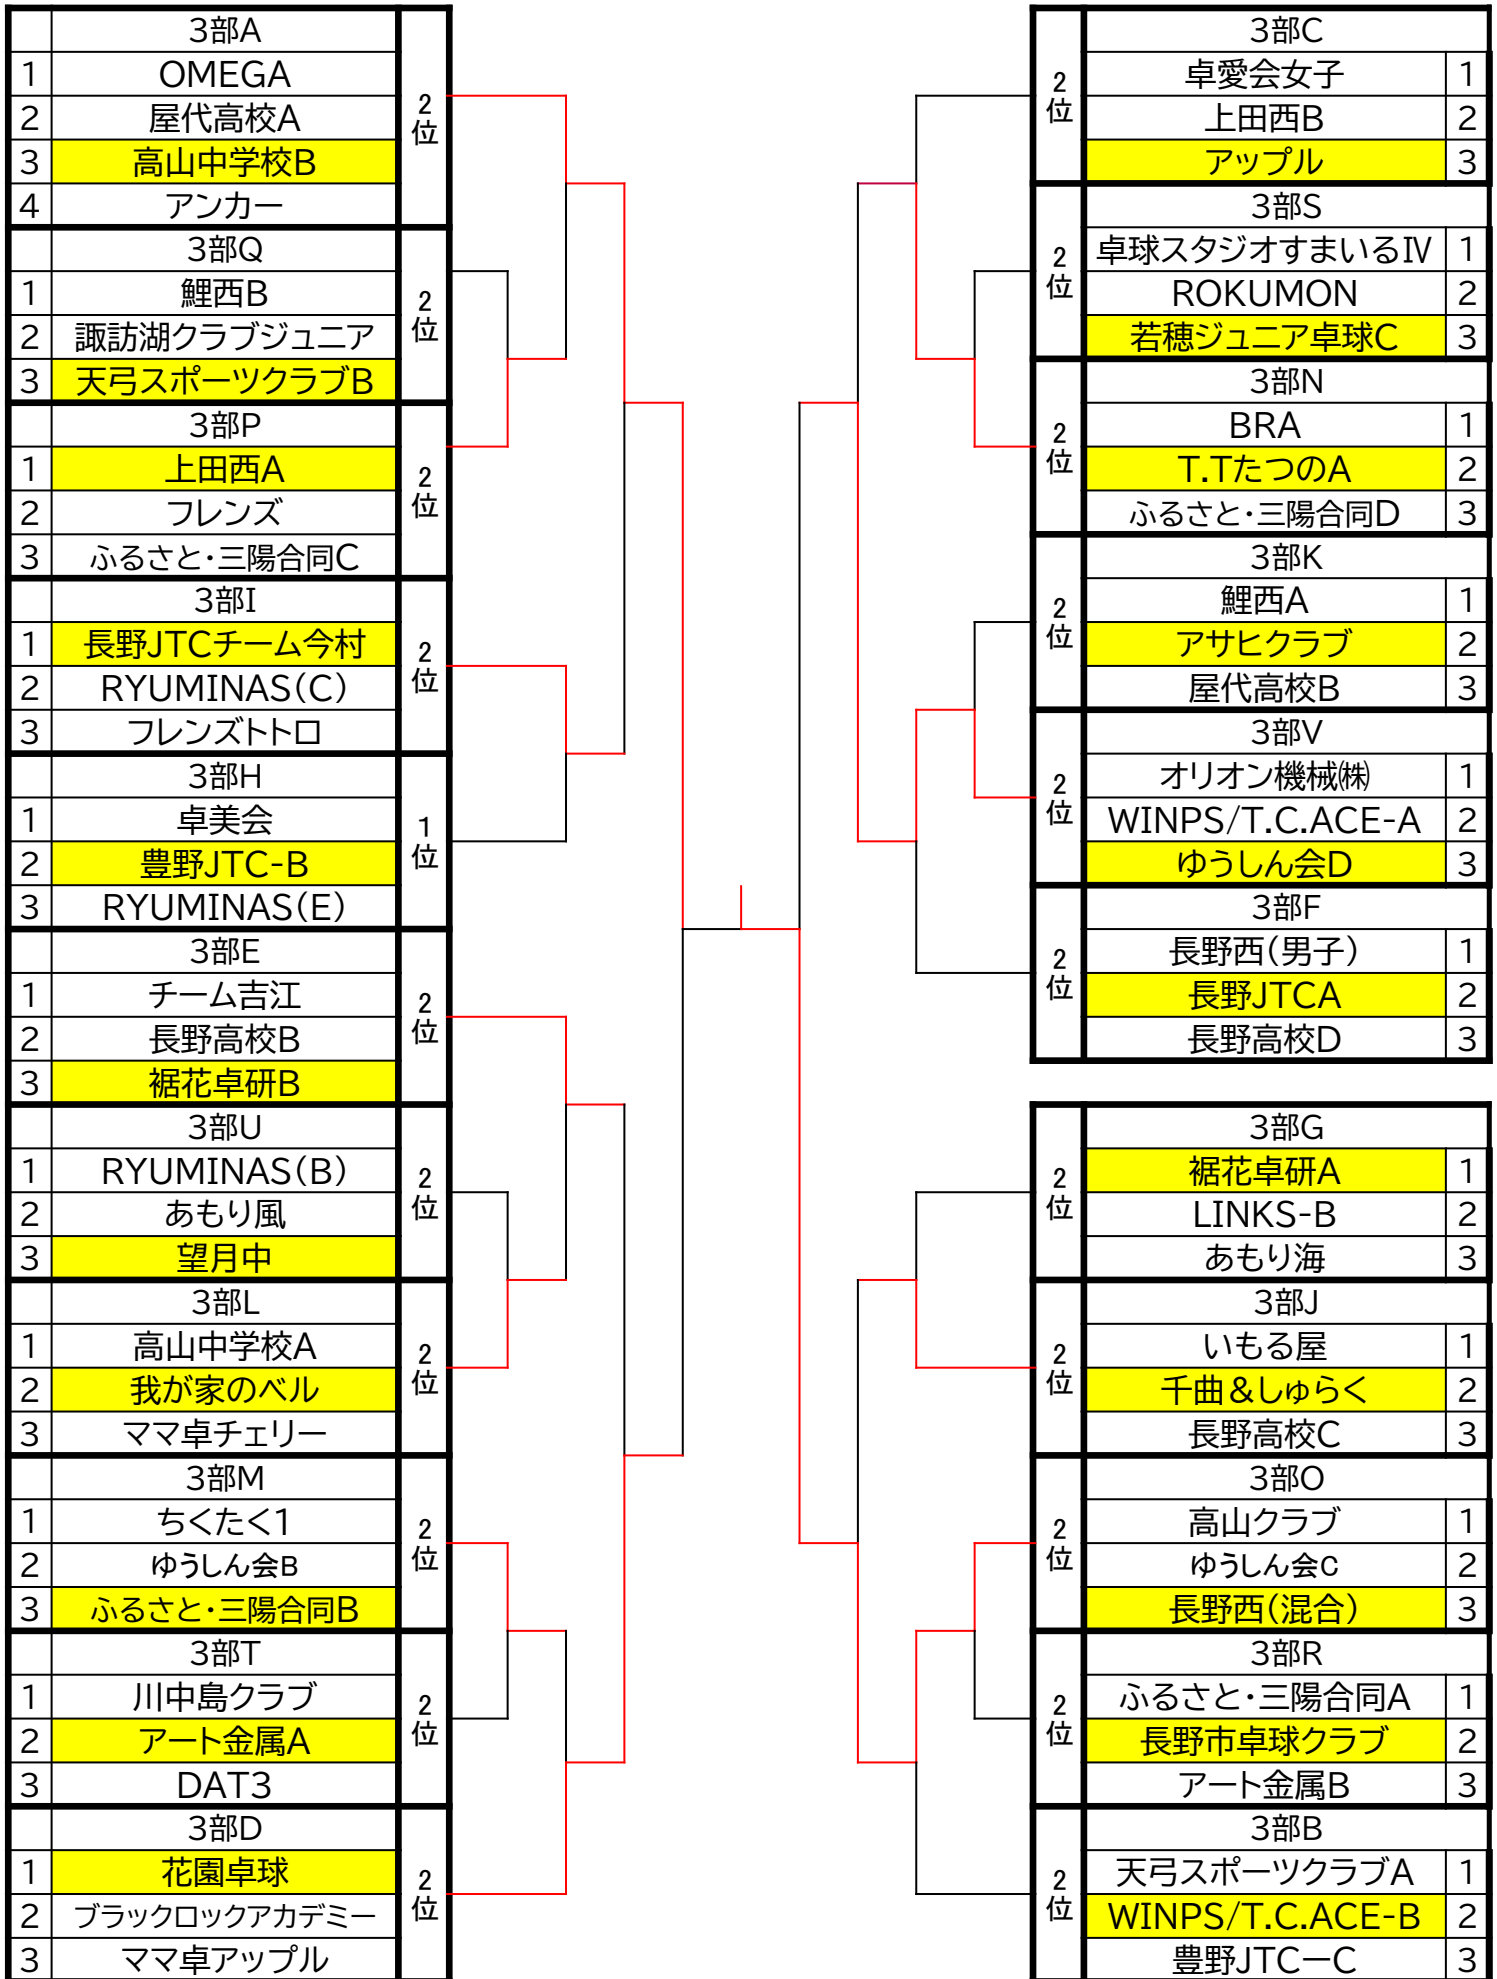 3部A
1 OMEGA
2 屋代高校A
3 高山中学校B
4 アンカー
2位
3部Q
1 鯉西B
2 諏訪湖クラブジュニア
3 天弓スポーツクラブB
2位
3部P
1 上田西A
2 フレンズ
3 ふるさと・三陽合同C
2位
3部I
1 長野JTCチーム今村
2 RYUMINAS(C)
3 フレンズトトロ
2位
3部H
1 卓美会
2 豊野JTC-B
3 RYUMINAS(E)
1位
3部E
1 チーム吉江
2 長野高校B
3 裾花卓研B
2位
3部U
1 RYUMINAS(B)
2 あもり風
3 望月中
2位
3部L
1 高山中学校A
2 我が家のベル
3 ママ卓チェリー
2位
3部M
1 ちくたく1
2 ゆうしん会B
3 ふるさと・三陽合同B
2位
3部T
1 川中島クラブ
2 アート金属A
3 DAT3
2位
3部D
1 花園卓球
2 ブラックロックアカデミー
3 ママ卓アップル
2位
3部C
卓愛会女子 1
上田西B 2
アップル 3
2位
3部S
卓球スタジオすまいるⅣ 1
ROKUMON 2
若穂ジュニア卓球C 3
2位
3部N
BRA 1
T.TたつのA 2
ふるさと・三陽合同D 3
2位
3部K
鯉西A 1
アサヒクラブ 2
屋代高校B 3
2位
3部V
オリオン機械㈱ 1
WINPS/T.C.ACE-A 2
ゆうしん会D 3
2位
3部F
長野西(男子) 1
長野JTCA 2
長野高校D 3
2位
3部G
裾花卓研A 1
LINKS-B 2
あもり海 3
2位
3部J
いもる屋 1
千曲&しゅらく 2
長野高校C 3
2位
3部O
高山クラブ 1
ゆうしん会C 2
長野西(混合) 3
2位
3部R
ふるさと・三陽合同A 1
長野市卓球クラブ 2
アート金属B 3
2位
3部B
天弓スポーツクラブA 1
WINPS/T.C.ACE-B 2
豊野JTCーC 3
2位